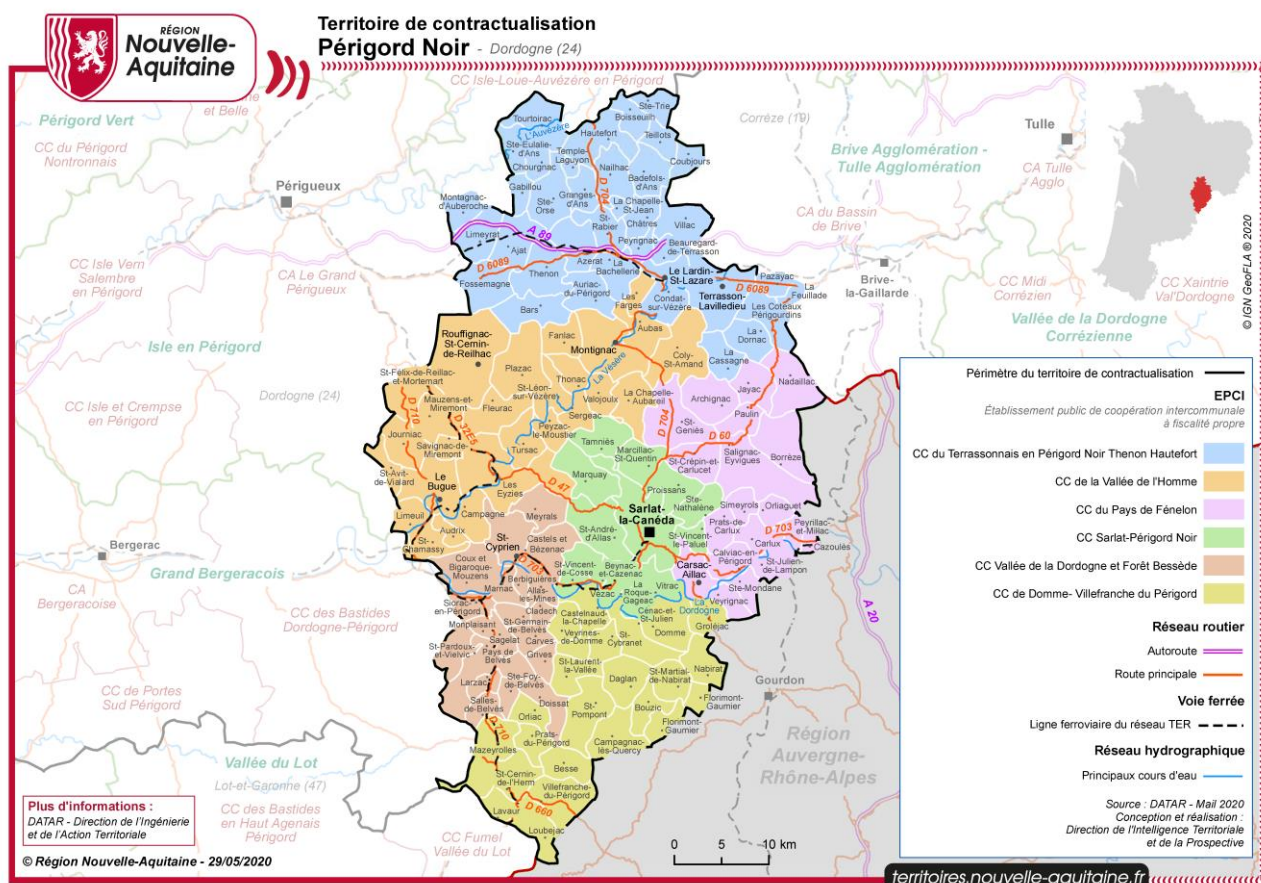 RÉGION
Nouvelle-
Aquitaine
Territoire de contractualisation
Périgord Noir - Dordogne (24)
CC Isle-Loue-Auvézère en Périgord
et Belle
Périgord Vert
CC du Périgord
Nontronnais
Périgueux
Corrèze (19)
Tulle
Brive Agglomération -
Tulle Agglomération
CA Tulle
Agglo
CA du Bassin
de Brive
Brive-
la-Gaillarde
CC Midi
Corrézien
CC Xaintrie
Val'Dordogne
Vallée de la Dordogne
Corrézienne
© IGN GeoFLA ® 2020
CC Isle Vern
Salembre
en Périgord
CA Le Grand
Périgueux
Isle en Périgord
CC Isle et Crempse
en Périgord
Dordogne (24)
Bergerac
Grand Bergeracois
CA
Bergeracoise
CC des Bastides
Dordogne-Périgord
CC de Portes
Sud Périgord
Vallée du Lot
Lot-et-Garonne (47)
CC des Bastides
en Haut Agenais
Périgord
CC Fumel
Vallée du Lot
Gourdon
Région
Auvergne-
Rhône-Alpes
A 20
Ste-Trie
Boisseuilh
Tourtoirac
L'Auvézère
Hautefort
Teillots
Ste-Eulalie-
d'Ans
Temple-
Laguyon
Chourgnac
Nailhac
Coubjours
Badefols-
d'Ans
Gabillou
Granges-
d'Ans
Ste-
Orse
D 704
La Chapelle-
St-Jean
Montagnac-
d'Auberoche
Châtres
Villac
St-
Rabier
Limeyrat
A 89
Peyrignac
Beauregard-
de-Terrasson
Ajat
Azerat
La
Bachellerie
D 6089
Thenon
Fossemagne
Le Lardin-
St-Lazare
Pazayac
D 6089
La
Feuillade
Auriac-
du-Périgord
Les
Farges
Condat-
sur-Vézère
Terrasson-
Lavilledieu
Bars
Les Coteaux
Périgourdins
Rouffignac-
St-Cernin-
de-Reilhac
Fanlac
Aubas
La
Dornac
Montignac
La
Cassagne
Plazac
Thonac
La Vézère
Coly-
St-Amand
St-Félix-de-Reillac-
et-Mortemart
St-Léon-
sur-Vézère
Valojoulx
La Chapelle-
Aubareil
Nadaillac
Jayac
Archignac
Mauzens-et-
Miremont
Fleurac
Sergeac
Paulin
D 710
D 32E5
Peyzac-
le-Moustier
D 704
St-
Geniès
D 60
Journiac
Tursac
Tamniès
Salignac-
Eyvigues
Borrèze
Savignac-de-
Miremont
Marcillac-
St-Quentin
St-Crépin-et-
Carlucet
St-Avit-
de-Vialard
Marquay
Le
Bugue
Les
Eyzies
D 47
Proissans
Ste-
Nathalène
Simeyrols
Orliaguet
Limeuil
Campagne
Meyrals
Sarlat-
la-Canéda
Prats-de-
Carlux
Peyrillac-
et-Millac
Audrix
D 703
St-
Chamassy
St-
Cyprien
Castels et
Bézenac
St-André-
d'Allas
St-Vincent-
le-Paluel
Carlux
Cazoulès
Calviac-en-
Périgord
Coux et
Bigaroque-
Mouzens
D 703
St-Vincent-
de-Cosse
Beynac-
et-Cazenac
Carsac-
Aillac
St-Julien-
de-Lampon
Berbiguières
Marnac
Allas-
les-Mines
Vézac
La
Roque-
Gageac
Vitrac
Ste-Mondane
Veyrignac
Siorac-
en-Périgord
Cladech
Castelnaud-
la-Chapelle
Cénac-et-
St-Julien
La
Dordogne
Groléjac
Monplaisant
St-Germain-
de-Belvès
Veyrines-
de-Domme
St-
Cybranet
Domme
St-Pardoux-
et-Vielvic
Sagelat
Carves
Pays de
Belvès
Grives
St-Laurent-
la-Vallée
Nabirat
Ste-Foy-
de-Belvès
Daglan
St-Martial-
de-Nabirat
Larzac
Salles-
de-Belvès
Doissat
Bouzic
Florimont-
Gaumier
St-
Pompont
Florimont-
Gaumier
Orliac
D 710
Prats-
du-Périgord
Campagnac-
lès-Quercy
Mazeyrolles
Besse
St-Cernin-
de-l'Herm
Villefranche-
du-Périgord
Lavaur
D 660
Loubejac
Périmètre du territoire de contractualisation
EPCI
Établissement public de coopération intercommunale
à fiscalité propre
CC du Terrassonnais en Périgord Noir Thenon Hautefort
CC de la Vallée de l'Homme
CC du Pays de Fénelon
CC Sarlat-Périgord Noir
CC Vallée de la Dordogne et Forêt Bessède
CC de Domme- Villefranche du Périgord
Réseau routier
Autoroute
Route principale
Voie ferrée
Ligne ferroviaire du réseau TER
Réseau hydrographique
Principaux cours d'eau
Source : DATAR - Mail 2020
Conception et réalisation :
Direction de l'Intelligence Territoriale
et de la Prospective
Plus d'informations :
DATAR - Direction de l'Ingénierie
et de l'Action Territoriale
© Région Nouvelle-Aquitaine - 29/05/2020
0 5 10 km
territoires.nouvelle-aquitaine.fr